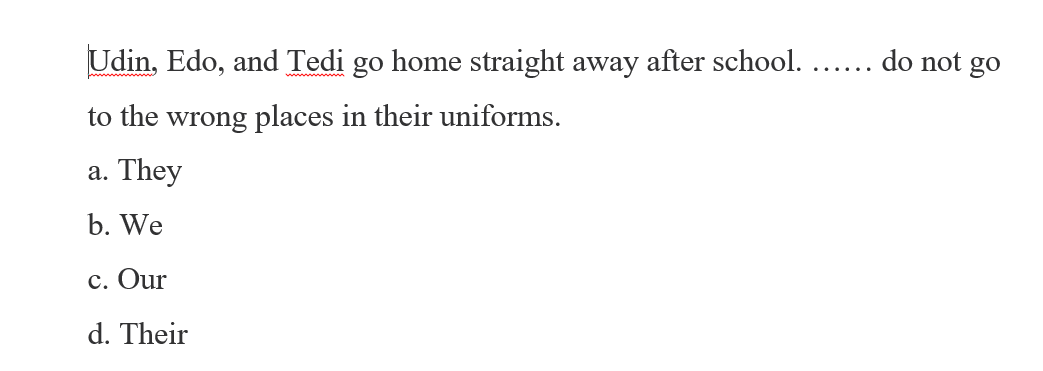 Udin, Edo, and Tedi go home straight away after school. …… do not go
to the wrong places in their uniforms.
a. They
b. We
c. Our
d. Their